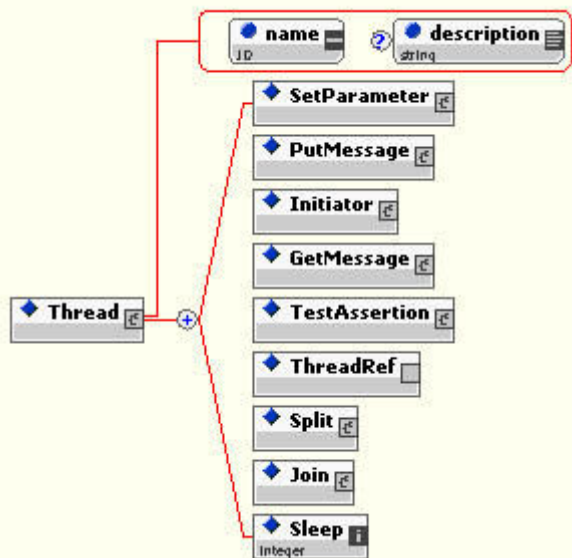 name
ID
?
description
string
SetParameter
PutMessage
Initiator
GetMessage
Thread
+
TestAssertion
ThreadRef
Split
Join
Sleep
i
Integer